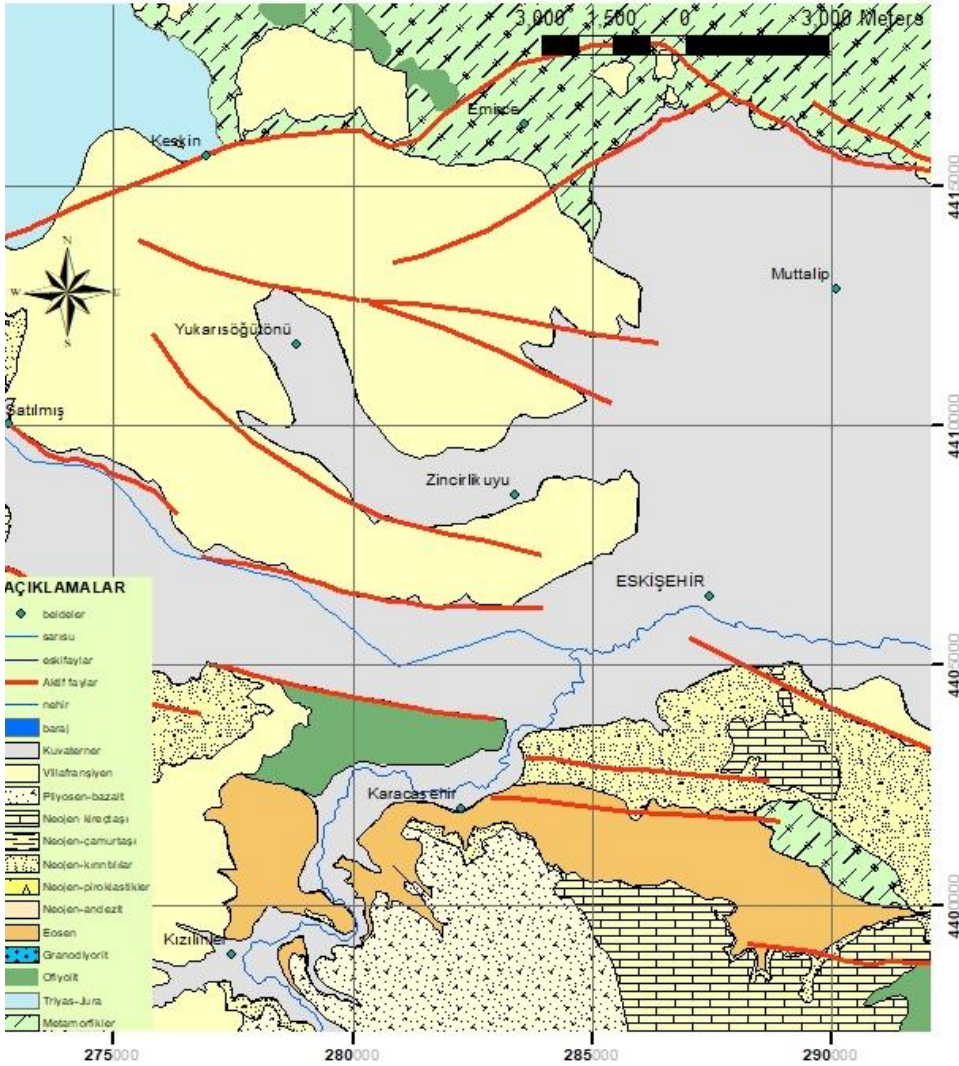 3,000 1,500 0 3,000 Meters
Emirce
Keskin
4415000
N
W E
S
Muttalip
Yukarısöğütönü
Satılmış
4410000
Zincirlikuyu
ESKİŞEHİR
AÇIKLAMALAR
beldeler
sarısu
eskifaylar
Aktif faylar
nehir
baraj
Kuvaterner
Villafransiyen
Pliyosen-bazalt
Neojen kireçtaşı
Neojen-çamurtaşı
Neojen-kırıntılılar
Neojen-piroklastikler
Neojen-andezit
Eosen
Granodiyorit
Ofiyolit
Triyas-Jura
Metamorfikler
4405000
Karacaşehir
4400000
Kızılinler
275000 280000 285000 290000